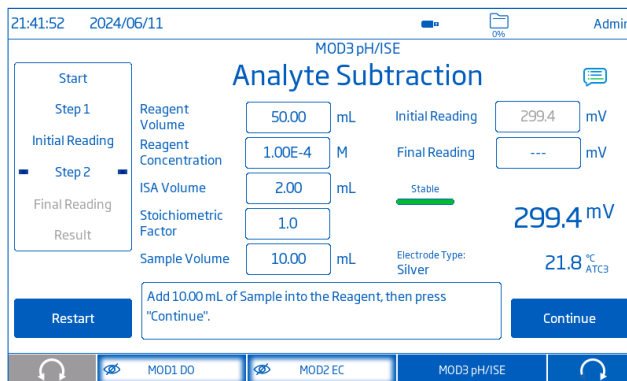 21:41:52 2024/06/11 0% Admin
MOD3 pH/ISE
Analyte Subtraction
Start
Step 1
Initial Reading
Step 2
Final Reading
Result
Reagent Volume 50.00 mL
Reagent Concentration 1.00E-4 M
ISA Volume 2.00 mL
Stoichiometric Factor 1.0
Sample Volume 10.00 mL
Initial Reading 299.4 mV
Final Reading --- mV
Stable
299.4 mV
Electrode Type:
Silver
21.8 °C
ATC3
Restart
Add 10.00 mL of Sample into the Reagent, then press
"Continue".
Continue
MOD1 DO MOD2 EC MOD3 pH/ISE